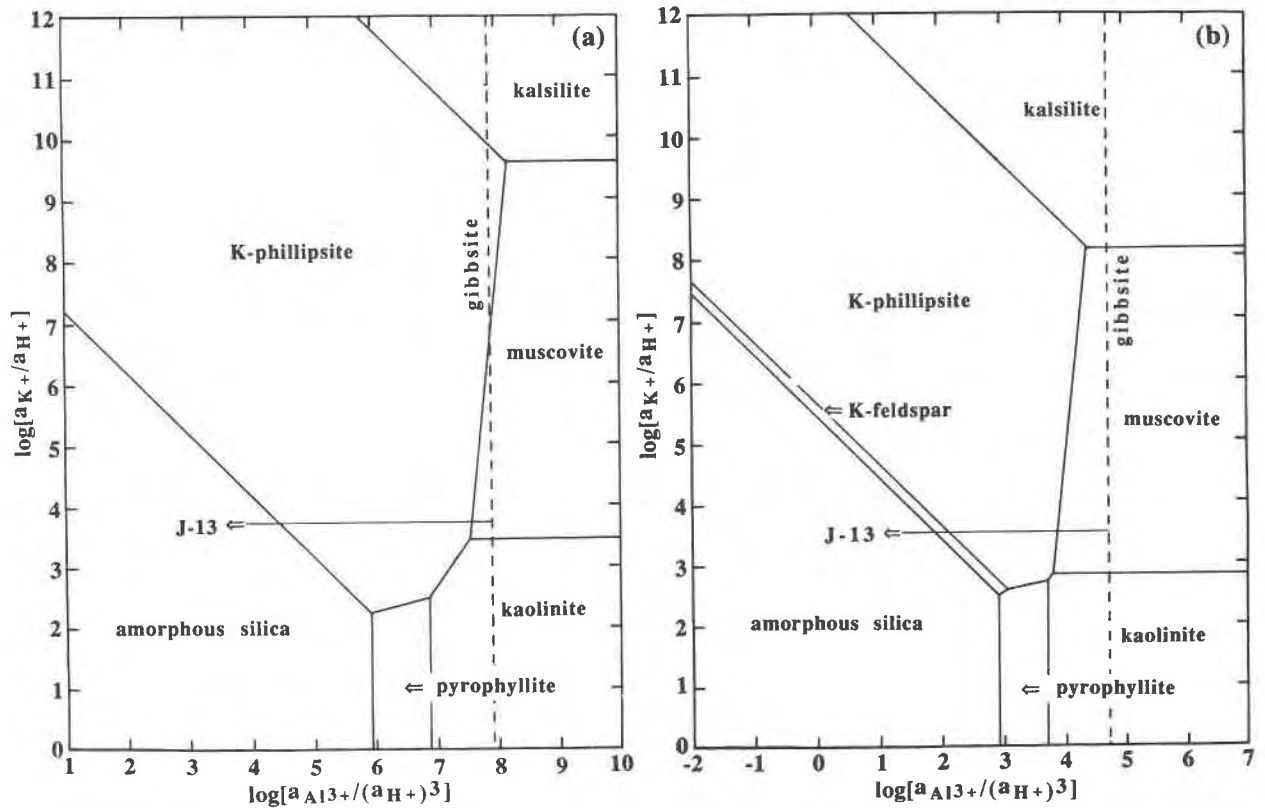 (a)
12
11
10
9
8
7
6
5
4
3
2
1
0
log[aK+/aH+]
kalsilite
K-phillipsite
gibbsite
muscovite
J-13 ⇐
kaolinite
amorphous silica
⇐ pyrophyllite
1 2 3 4 5 6 7 8 9 10
log[aAl3+/(aH+)3]
(b)
12
11
10
9
8
7
6
5
4
3
2
1
0
log[aK+/aH+]
kalsilite
K-phillipsite
gibbsite
⇐ K-feldspar
muscovite
J-13 ⇐
amorphous silica
kaolinite
⇐ pyrophyllite
-2 -1 0 1 2 3 4 5 6 7
log[aAl3+/(aH+)3]